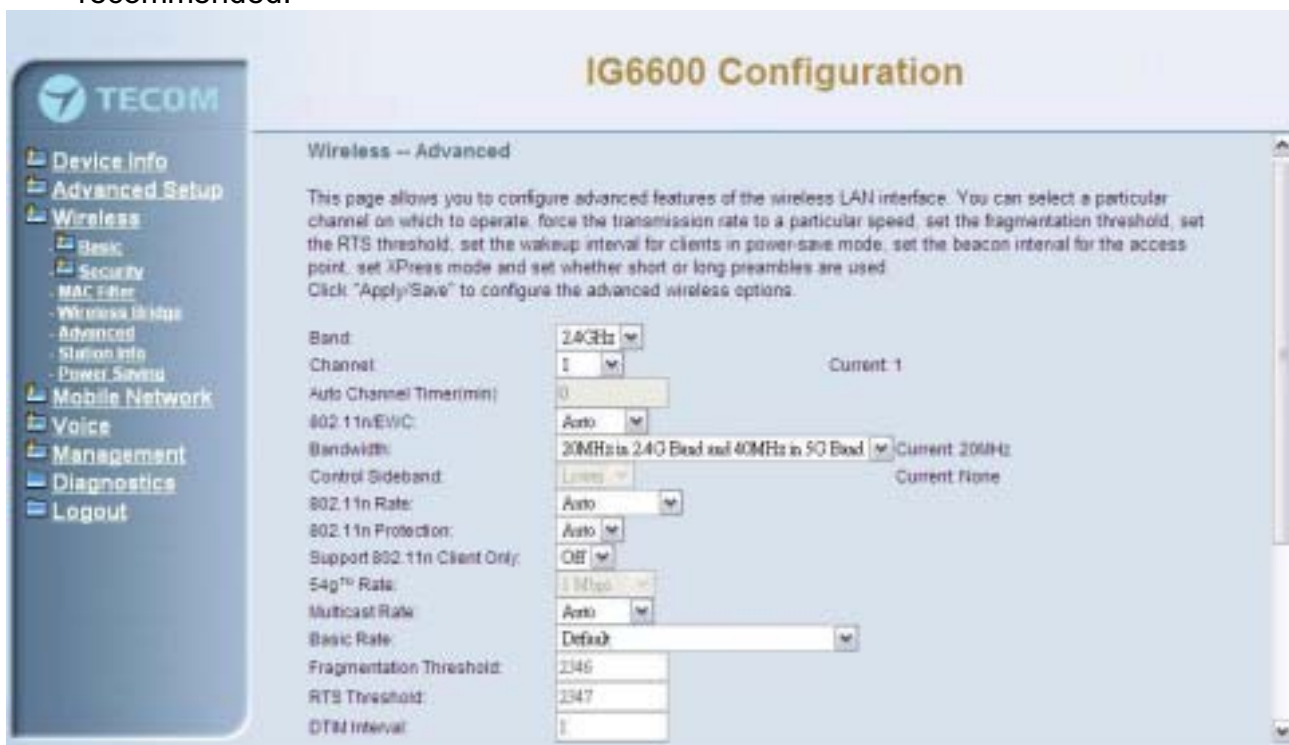 recommended.
IG6600 Configuration
TECOM
Device Info
Advanced Setup
Wireless
Basic
Security
- MAC Filter
- Wireless Bridge
- Advanced
- Station Info
- Power Saving
Mobile Network
Voice
Management
Diagnostics
Logout
Wireless -- Advanced
This page allows you to configure advanced features of the wireless LAN interface. You can select a particular
channel on which to operate, force the transmission rate to a particular speed, set the fragmentation threshold, set
the RTS threshold, set the wakeup interval for clients in power-save mode, set the beacon interval for the access
point, set XPress mode and set whether short or long preambles are used.
Click "Apply/Save" to configure the advanced wireless options.
Band: 2.4GHz
Channel: 1 Current: 1
Auto Channel Timer(min) 0
802.11n/EWC: Auto
Bandwidth: 20MHz in 2.4G Band and 40MHz in 5G Band Current: 20MHz
Control Sideband: Lower Current: None
802.11n Rate: Auto
802.11n Protection: Auto
Support 802.11n Client Only: Off
54g™ Rate: 1 Mbps
Multicast Rate: Auto
Basic Rate: Default
Fragmentation Threshold: 2346
RTS Threshold: 2347
DTIM Interval: 1